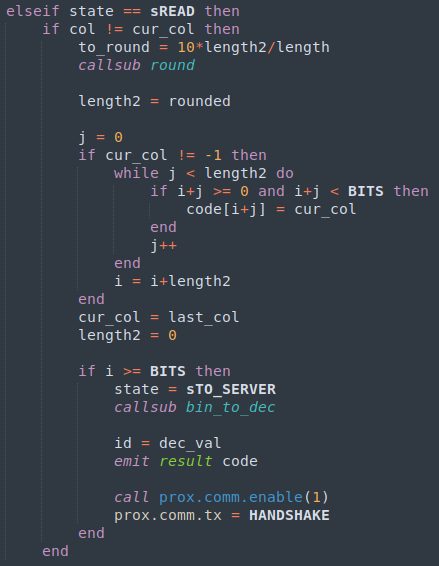 elseif state == sREAD then
if col != cur_col then
to_round = 10*length2/length
callsub round
length2 = rounded
j = 0
if cur_col != -1 then
while j < length2 do
if i+j >= 0 and i+j < BITS then
code[i+j] = cur_col
end
j++
end
i = i+length2
end
cur_col = last_col
length2 = 0
if i >= BITS then
state = sTO_SERVER
callsub bin_to_dec
id = dec_val
emit result code
call prox.comm.enable(1)
prox.comm.tx = HANDSHAKE
end
end